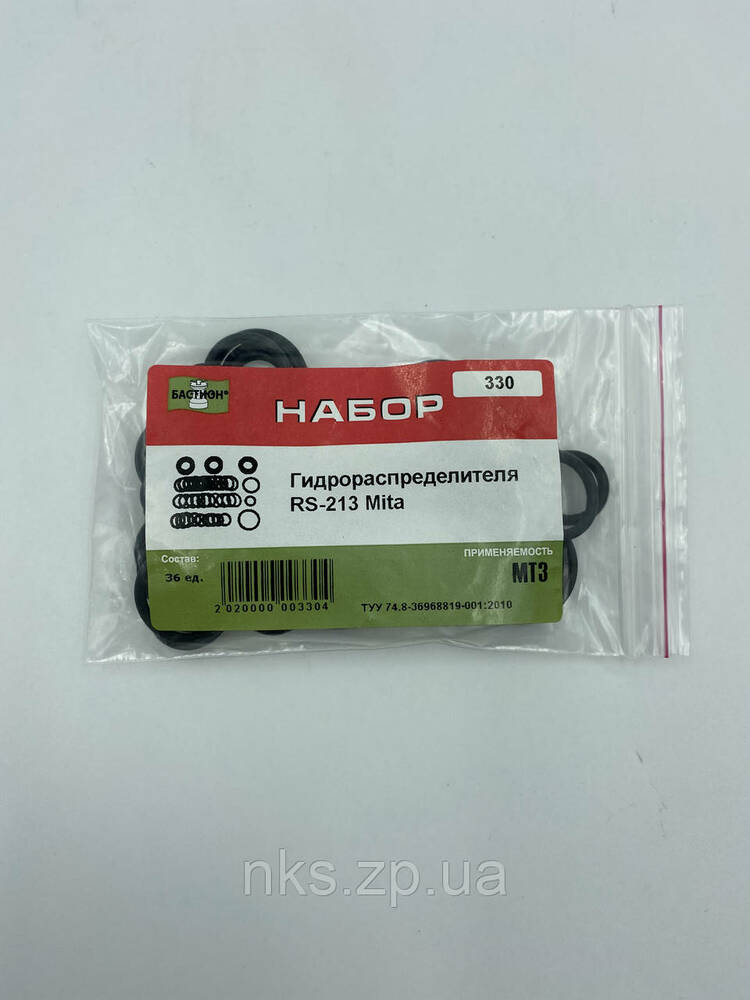 330
БАСТИОН®
НАБОР
Гидрораспределителя
RS-213 Mita
Состав:
36 ед.
ПРИМЕНЯЕМОСТЬ
МТЗ
2 020000 003304
ТУУ 74.8-36968819-001:2010
nks.zp.ua